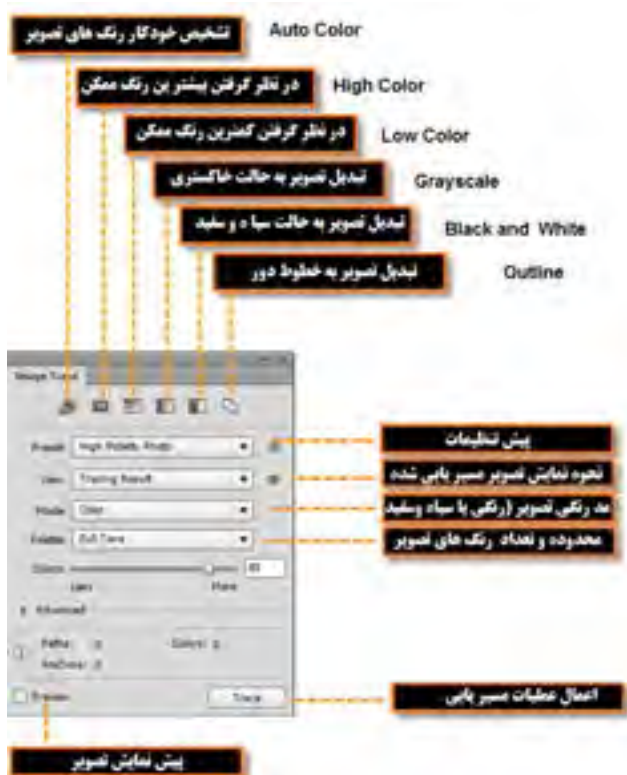 تشخیص خودکار رنگ های تصویر Auto Color
در نظر گرفتن بیشترین رنگ ممکن High Color
در نظر گرفتن کمترین رنگ ممکن Low Color
تبدیل تصویر به حالت خاکستری Grayscale
تبدیل تصویر به حالت سیا ه و سفید Black and White
تبدیل تصویر به خطوط دور Outline
Image Trace
Preset: High Fidelity Photo
پیش تنظیمات
View: Tracing Result
نحوه نمایش تصویر مسیر یابی شده
Mode: Color
مد رنگی تصویر (رنگی یا سیاه وسفید
Palette: Full Tone
محدوده و تعداد رنگ های تصویر
Colors:
Less More
Advanced
Paths: 0 Colors: 0
Anchors: 0
Preview Trace
اعمال عملیات مسیر یابی
پیش نمایش تصویر